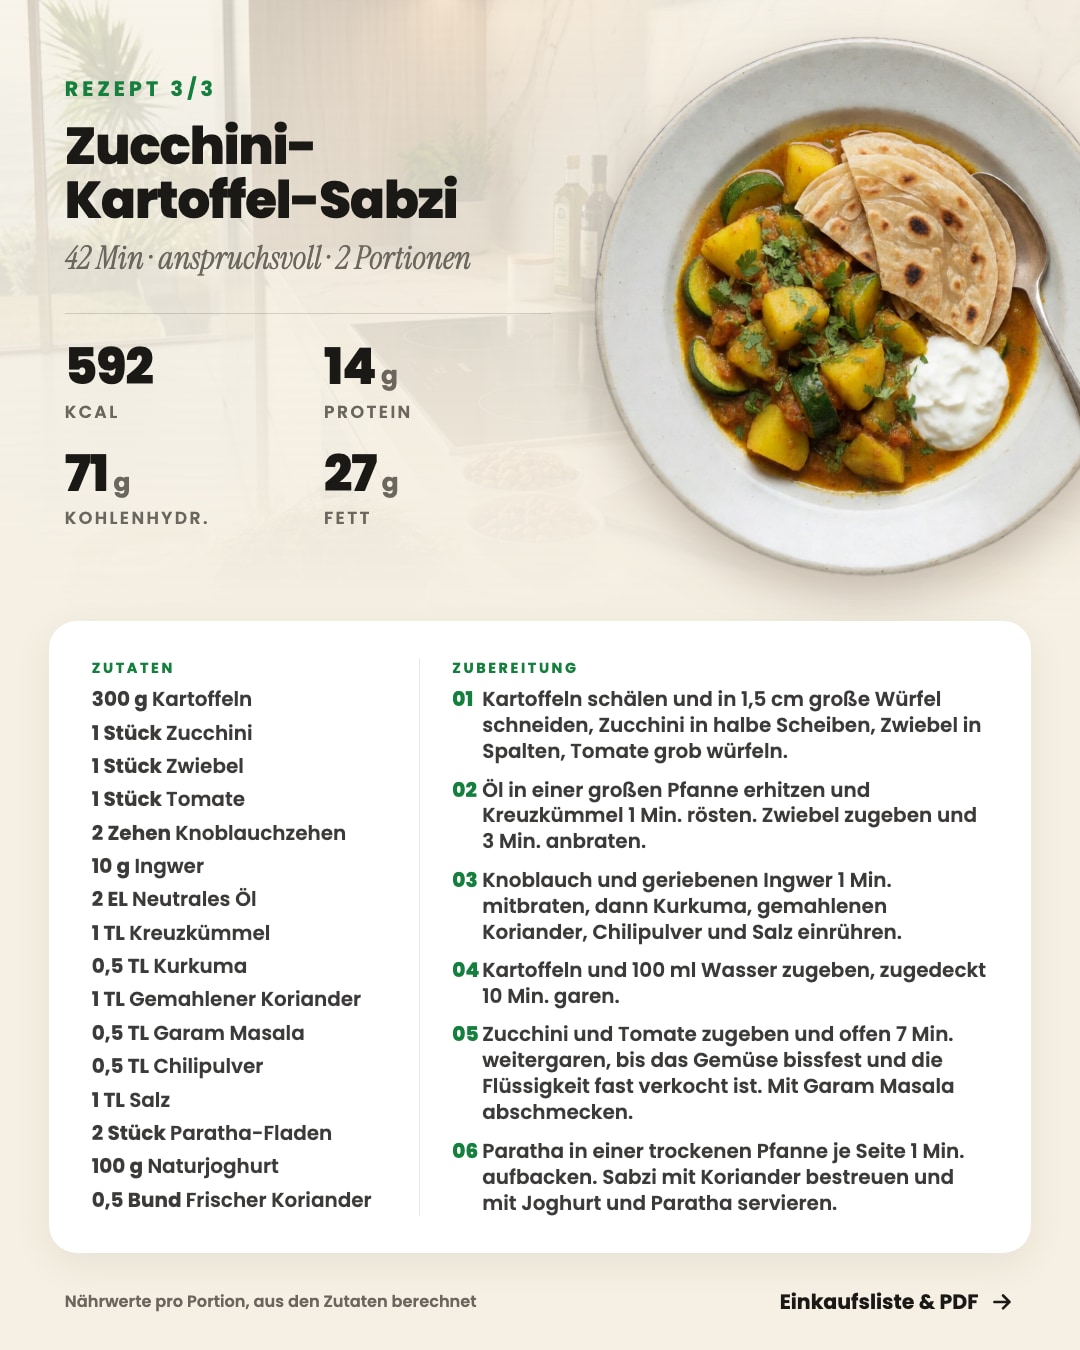 REZEPT 3/3
Zucchini-
Kartoffel-Sabzi
42 Min · anspruchsvoll · 2 Portionen
592
KCAL
14 g
PROTEIN
71 g
KOHLENHYDR.
27 g
FETT
ZUTATEN
300 g Kartoffeln
1 Stück Zucchini
1 Stück Zwiebel
1 Stück Tomate
2 Zehen Knoblauchzehen
10 g Ingwer
2 EL Neutrales Öl
1 TL Kreuzkümmel
0,5 TL Kurkuma
1 TL Gemahlener Koriander
0,5 TL Garam Masala
0,5 TL Chilipulver
1 TL Salz
2 Stück Paratha-Fladen
100 g Naturjoghurt
0,5 Bund Frischer Koriander
ZUBEREITUNG
01 Kartoffeln schälen und in 1,5 cm große Würfel
schneiden, Zucchini in halbe Scheiben, Zwiebel in
Spalten, Tomate grob würfeln.
02 Öl in einer großen Pfanne erhitzen und
Kreuzkümmel 1 Min. rösten. Zwiebel zugeben und
3 Min. anbraten.
03 Knoblauch und geriebenen Ingwer 1 Min.
mitbraten, dann Kurkuma, gemahlenen
Koriander, Chilipulver und Salz einrühren.
04 Kartoffeln und 100 ml Wasser zugeben, zugedeckt
10 Min. garen.
05 Zucchini und Tomate zugeben und offen 7 Min.
weitergaren, bis das Gemüse bissfest und die
Flüssigkeit fast verkocht ist. Mit Garam Masala
abschmecken.
06 Paratha in einer trockenen Pfanne je Seite 1 Min.
aufbacken. Sabzi mit Koriander bestreuen und
mit Joghurt und Paratha servieren.
Nährwerte pro Portion, aus den Zutaten berechnet
Einkaufsliste & PDF →